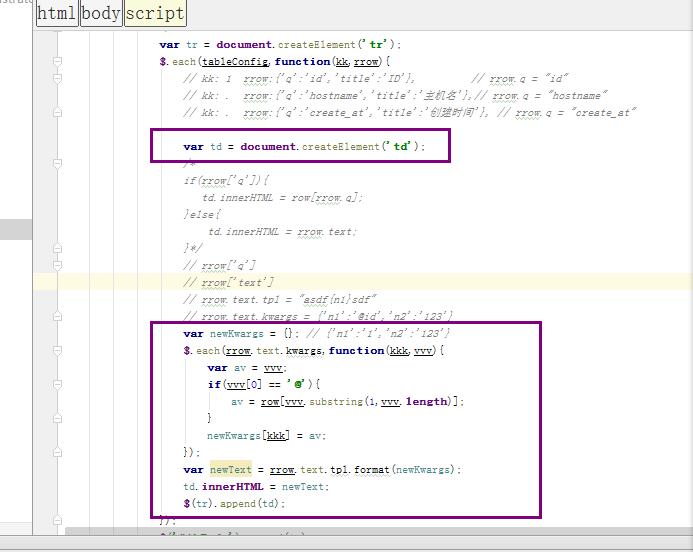 html body script
var tr = document.createElement('tr');
$.each(tableConfig,function(kk,rrow){
// kk: 1 rrow:{'q':'id','title':'ID'}, // rrow.q = "id"
// kk: . rrow:{'q':'hostname','title':'主机名'},// rrow.q = "hostname"
// kk: . rrow:{'q':'create_at','title':'创建时间'}, // rrow.q = "create_at"
var td = document.createElement('td');
/*
if(rrow['q']){
td.innerHTML = row[rrow.q];
}else{
td.innerHTML = rrow.text;
}*/
// rrow['q']
// rrow['text']
// rrow.text.tpl = "asdf{n1}sdf"
// rrow.text.kwargs = {'n1':'@id','n2':'123'}
var newKwargs = {}; // {'n1':'1','n2':'123'}
$.each(rrow.text.kwargs,function(kkk,vvv){
var av = vvv;
if(vvv[0] == '@'){
av = row[vvv.substring(1,vvv.length)];
}
newKwargs[kkk] = av;
});
var newText = rrow.text.tpl.format(newKwargs);
td.innerHTML = newText;
$(tr).append(td);
});